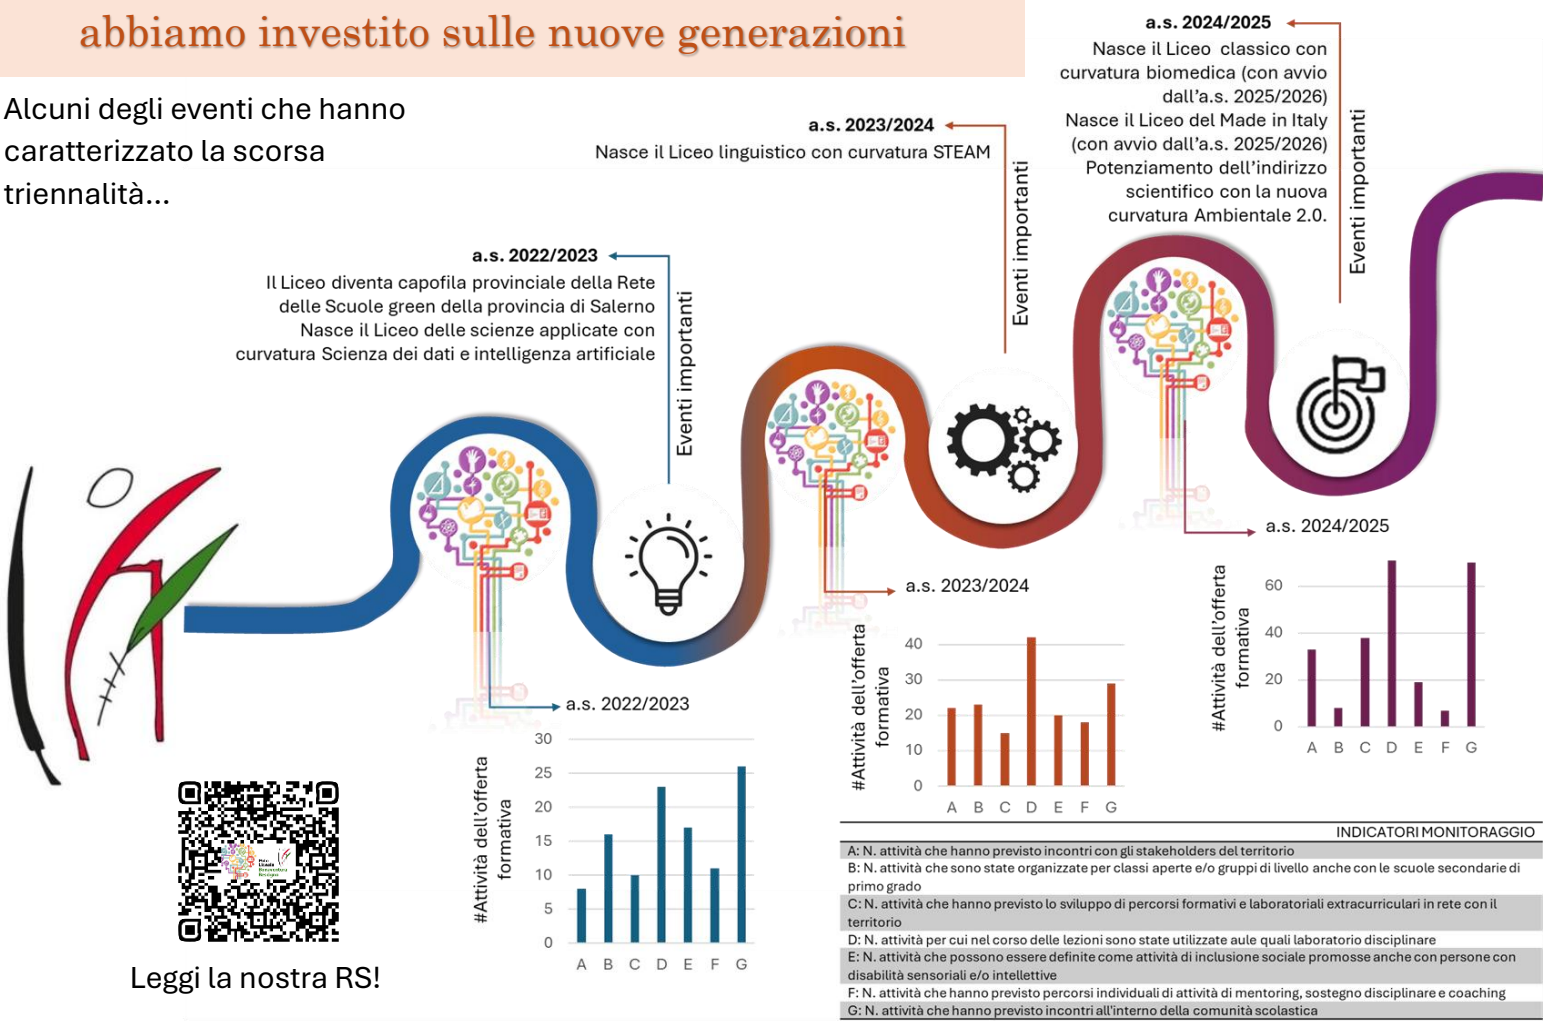 abbiamo investito sulle nuove generazioni
Alcuni degli eventi che hanno
caratterizzato la scorsa
triennalità...
a.s. 2022/2023
Il Liceo diventa capofila provinciale della Rete
delle Scuole green della provincia di Salerno
Nasce il Liceo delle scienze applicate con
curvatura Scienza dei dati e intelligenza artificiale
Eventi importanti
a.s. 2023/2024
Nasce il Liceo linguistico con curvatura STEAM
Eventi importanti
a.s. 2024/2025
Nasce il Liceo classico con
curvatura biomedica (con avvio
dall'a.s. 2025/2026)
Nasce il Liceo del Made in Italy
(con avvio dall'a.s. 2025/2026)
Potenziamento dell'indirizzo
scientifico con la nuova
curvatura Ambientale 2.0.
Eventi importanti
a.s. 2022/2023
#Attività dell'offerta
formativa
30
25
20
15
10
5
0
A B C D E F G
a.s. 2023/2024
#Attività dell'offerta
formativa
40
30
20
10
0
A B C D E F G
a.s. 2024/2025
#Attività dell'offerta
formativa
60
40
20
0
A B C D E F G
Leggi la nostra RS!
INDICATORI MONITORAGGIO
A: N. attività che hanno previsto incontri con gli stakeholders del territorio
B: N. attività che sono state organizzate per classi aperte e/o gruppi di livello anche con le scuole secondarie di
primo grado
C: N. attività che hanno previsto lo sviluppo di percorsi formativi e laboratoriali extracurriculari in rete con il
territorio
D: N. attività per cui nel corso delle lezioni sono state utilizzate aule quali laboratorio disciplinare
E: N. attività che possono essere definite come attività di inclusione sociale promosse anche con persone con
disabilità sensoriali e/o intellettive
F: N. attività che hanno previsto percorsi individuali di attività di mentoring, sostegno disciplinare e coaching
G: N. attività che hanno previsto incontri all'interno della comunità scolastica